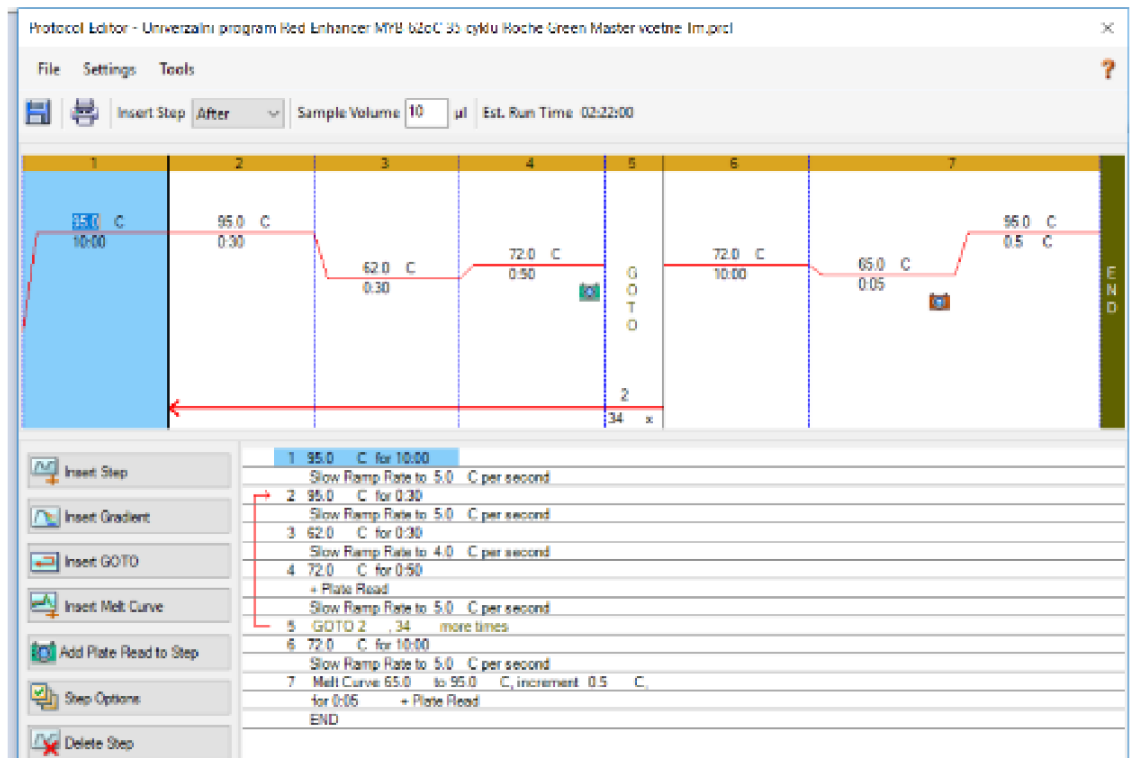 Protocol Editor - Univerzalni program Red Enhancer MYB 62oC 35 cyklu Roche Green Master vcetne Tm.prcl
File Settings Tools ?
Insert Step After Sample Volume 10 µl Est. Run Time 02:22:00
1 2 3 4 5 6 7
95.0 C
10:00
95.0 C
0:30
62.0 C
0:30
72.0 C
0:50
GOTO
2
34 x
72.0 C
10:00
65.0 C
0:05
95.0 C
0.5 C
END
Insert Step
Insert Gradient
Insert GOTO
Insert Melt Curve
Add Plate Read to Step
Step Options
Delete Step
1 95.0 C for 10:00
Slow Ramp Rate to 5.0 C per second
2 95.0 C for 0:30
Slow Ramp Rate to 5.0 C per second
3 62.0 C for 0:30
Slow Ramp Rate to 4.0 C per second
4 72.0 C for 0:50
+ Plate Read
Slow Ramp Rate to 5.0 C per second
5 GOTO 2 , 34 more times
6 72.0 C for 10:00
Slow Ramp Rate to 5.0 C per second
7 Melt Curve 65.0 to 95.0 C, increment 0.5 C,
for 0:05 + Plate Read
END